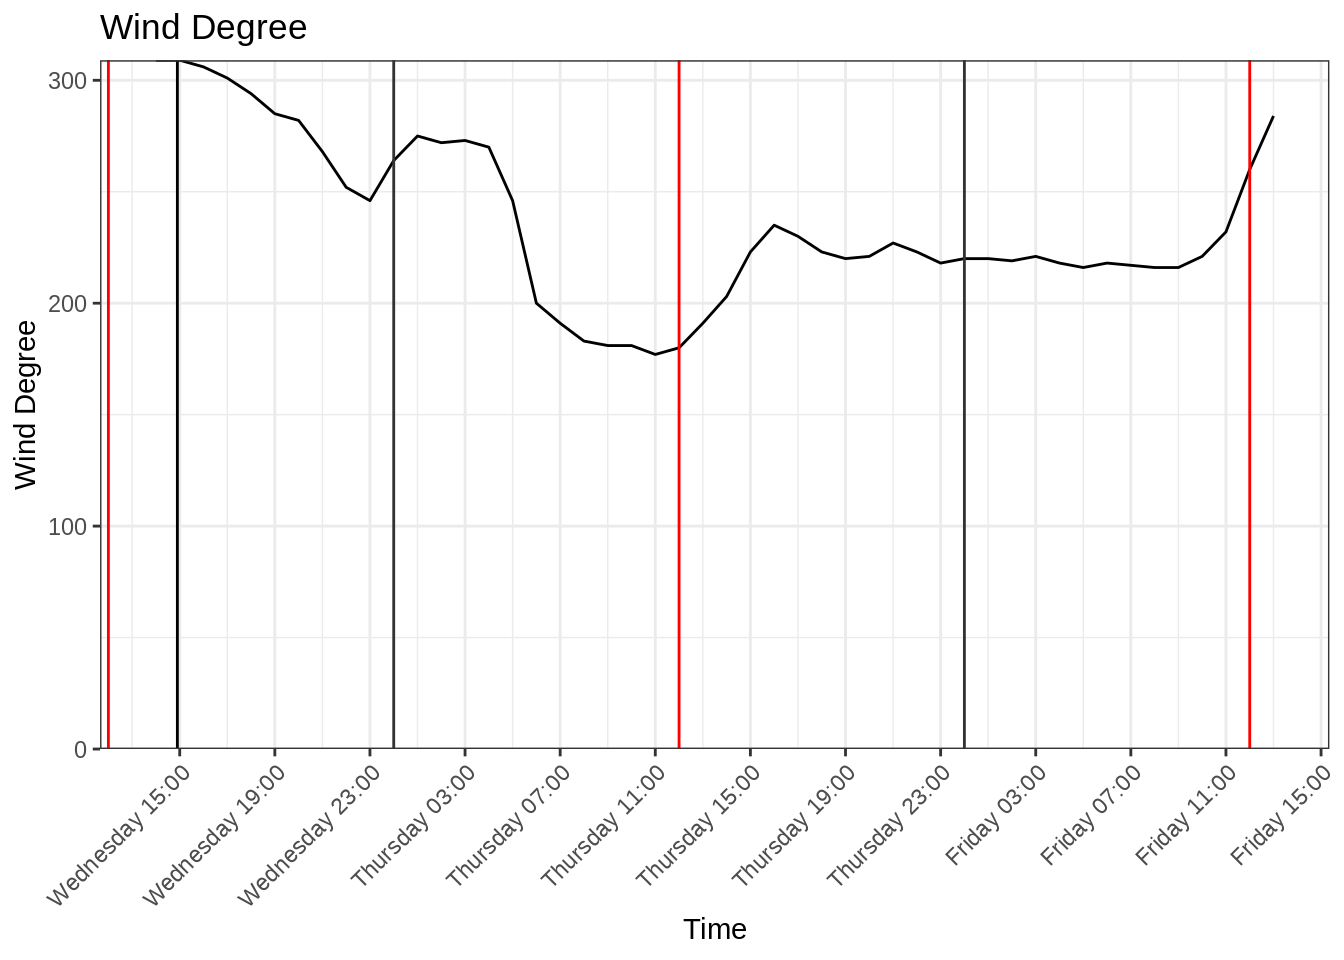 Wind Degree
300
200
100
0
Wind Degree
Wednesday 15:00
Wednesday 19:00
Wednesday 23:00
Thursday 03:00
Thursday 07:00
Thursday 11:00
Thursday 15:00
Thursday 19:00
Thursday 23:00
Friday 03:00
Friday 07:00
Friday 11:00
Friday 15:00
Time